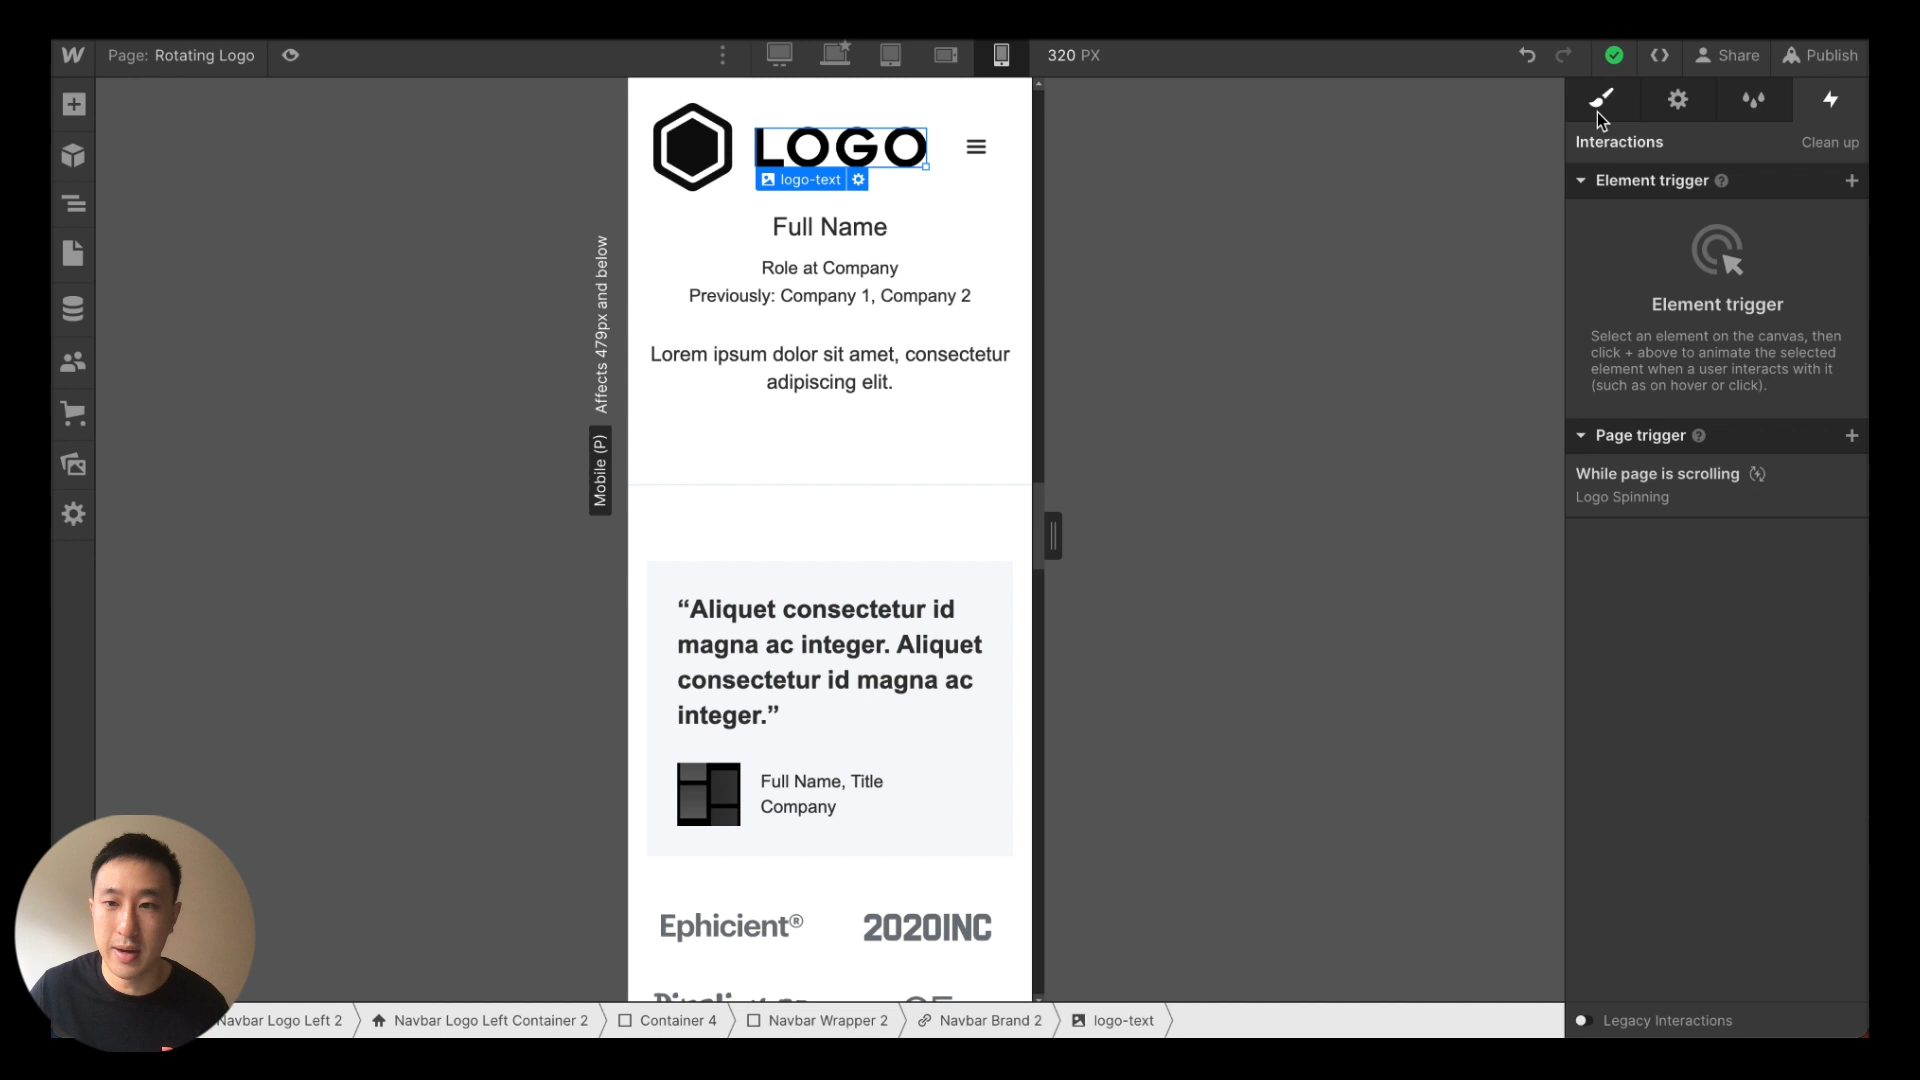 Page: Rotating Logo
320 PX
Share
Publish
LOGO
logo-text
Full Name
Role at Company
Previously: Company 1, Company 2
Lorem ipsum dolor sit amet, consectetur
adipiscing elit.
Affects 479px and below
Mobile (P)
“Aliquet consectetur id
magna ac integer. Aliquet
consectetur id magna ac
integer.”
Full Name, Title
Company
Ephicient®
2020INC
Interactions
Clean up
Element trigger
Element trigger
Select an element on the canvas, then
click + above to animate the selected
element when a user interacts with it
(such as on hover or click).
Page trigger
While page is scrolling
Logo Spinning
Legacy Interactions
Navbar Logo Left 2
Navbar Logo Left Container 2
Container 4
Navbar Wrapper 2
Navbar Brand 2
logo-text